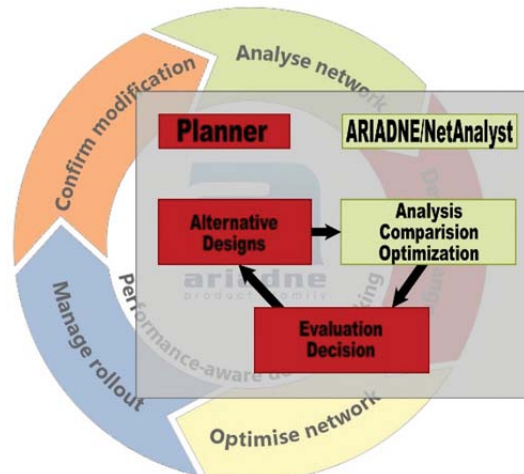 Analyse network
Confirm modification
Planner
ARIADNE/NetAnalyst
Alternative
Designs
Analysis
Comparision
Optimization
ariadne
product family
Evaluation
Decision
Performance-aware
Manage rollout
Optimise network